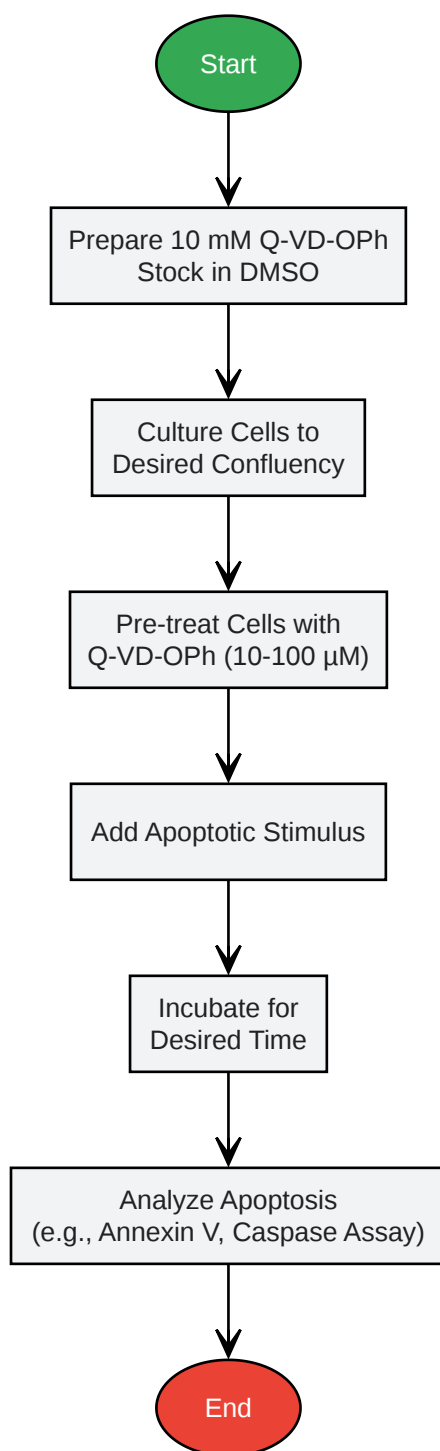 Start
Prepare 10 mM Q-VD-OPh
Stock in DMSO
Culture Cells to
Desired Confluency
Pre-treat Cells with
Q-VD-OPh (10-100 µM)
Add Apoptotic Stimulus
Incubate for
Desired Time
Analyze Apoptosis
(e.g., Annexin V, Caspase Assay)
End